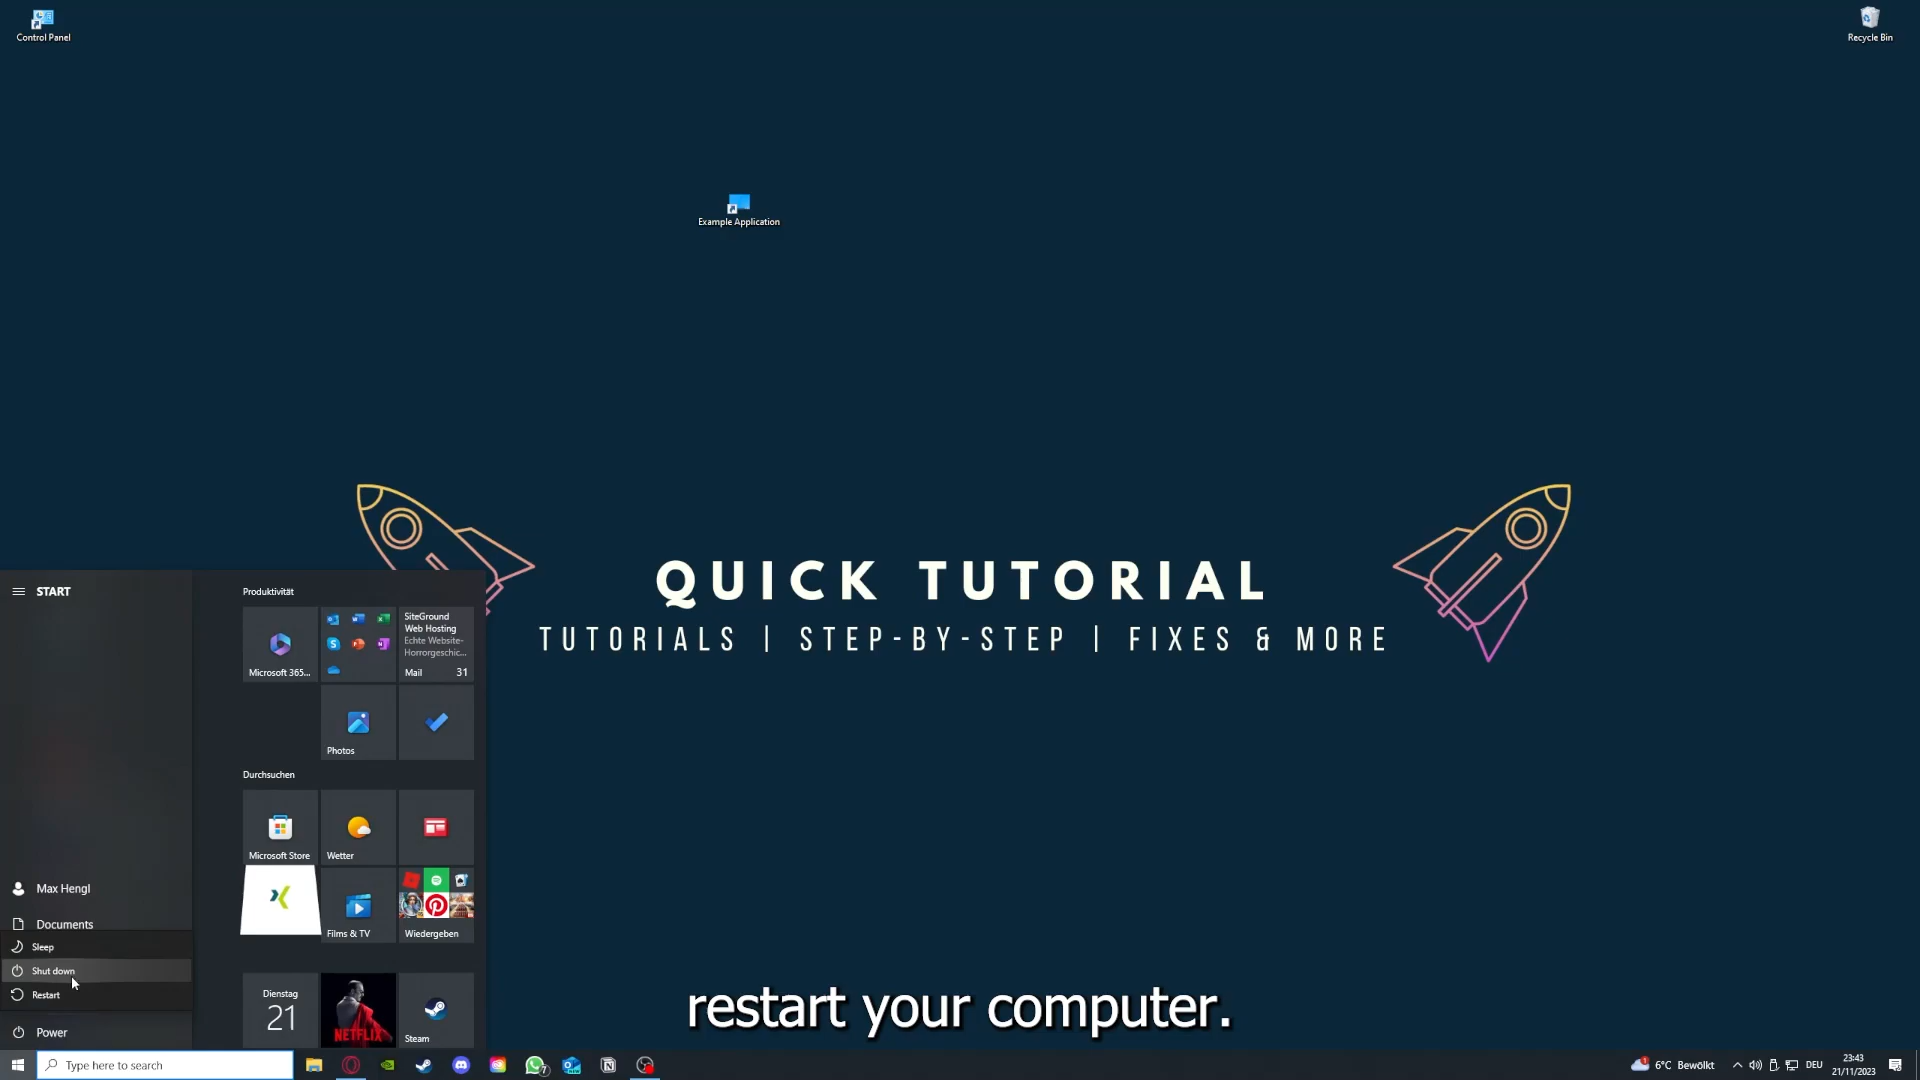 Control Panel
Recycle Bin
Example Application
QUICK TUTORIAL
TUTORIALS | STEP-BY-STEP | FIXES & MORE
START
Produktivität
Microsoft 365...
SiteGround
Web Hosting
Echte Website-
Horrorgeschic...
Mail 31
Photos
Durchsuchen
Microsoft Store
Wetter
Films & TV
Wiedergeben
Max Hengl
Documents
Sleep
Shut down
Restart
Power
Dienstag
21
NETFLIX
Steam
restart your computer.
Type here to search
7
1
6°C Bewölkt
DEU
23:43
21/11/2023